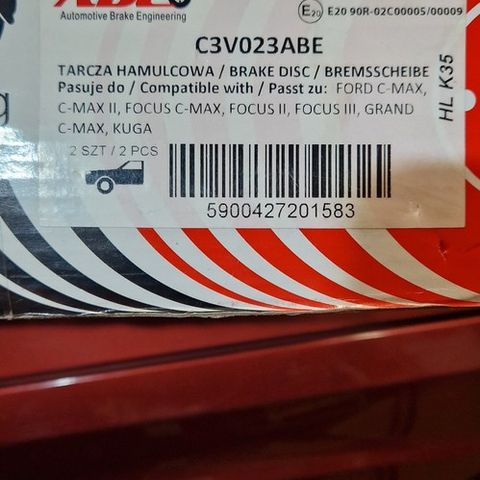 ABE
Automotive Brake Engineering
E20 E20 90R-02C00005/00009
C3V023ABE
TARCZA HAMULCOWA / BRAKE DISC / BREMSSCHEIBE
Pasuje do / Compatible with / Passt zu: FORD C-MAX,
C-MAX II, FOCUS C-MAX, FOCUS II, FOCUS III, GRAND
C-MAX, KUGA
HL K35
2 SZT / 2 PCS
5900427201583